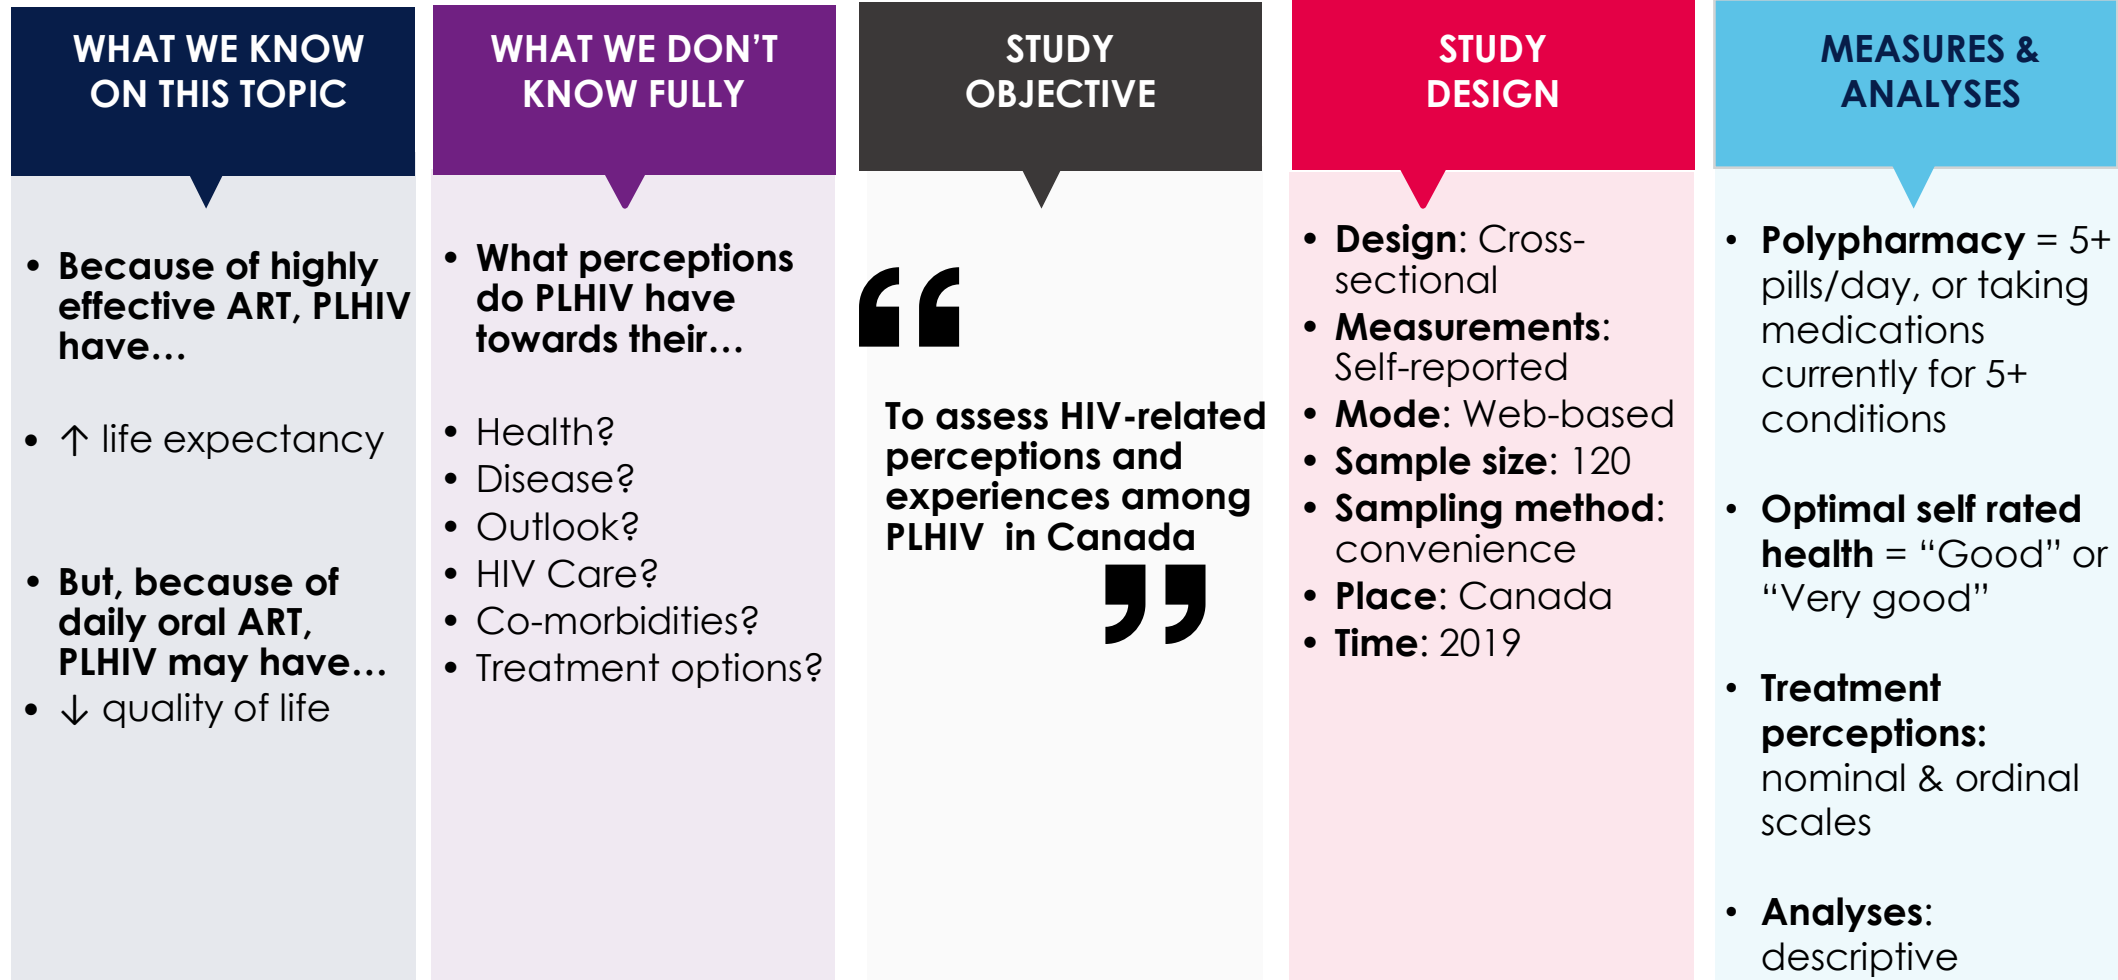 WHAT WE KNOW
ON THIS TOPIC
• Because of highly
effective ART, PLHIV
have…
• ↑ life expectancy
• But, because of
daily oral ART,
PLHIV may have…
• ↓ quality of life
WHAT WE DON'T
KNOW FULLY
• What perceptions
do PLHIV have
towards their…
• Health?
• Disease?
• Outlook?
• HIV Care?
• Co-morbidities?
• Treatment options?
STUDY
OBJECTIVE
“
To assess HIV-related
perceptions and
experiences among
PLHIV in Canada
”
STUDY
DESIGN
• Design: Cross-
sectional
• Measurements:
Self-reported
• Mode: Web-based
• Sample size: 120
• Sampling method:
convenience
• Place: Canada
• Time: 2019
MEASURES &
ANALYSES
• Polypharmacy = 5+
pills/day, or taking
medications
currently for 5+
conditions
• Optimal self rated
health = “Good” or
“Very good”
• Treatment
perceptions:
nominal & ordinal
scales
• Analyses:
descriptive